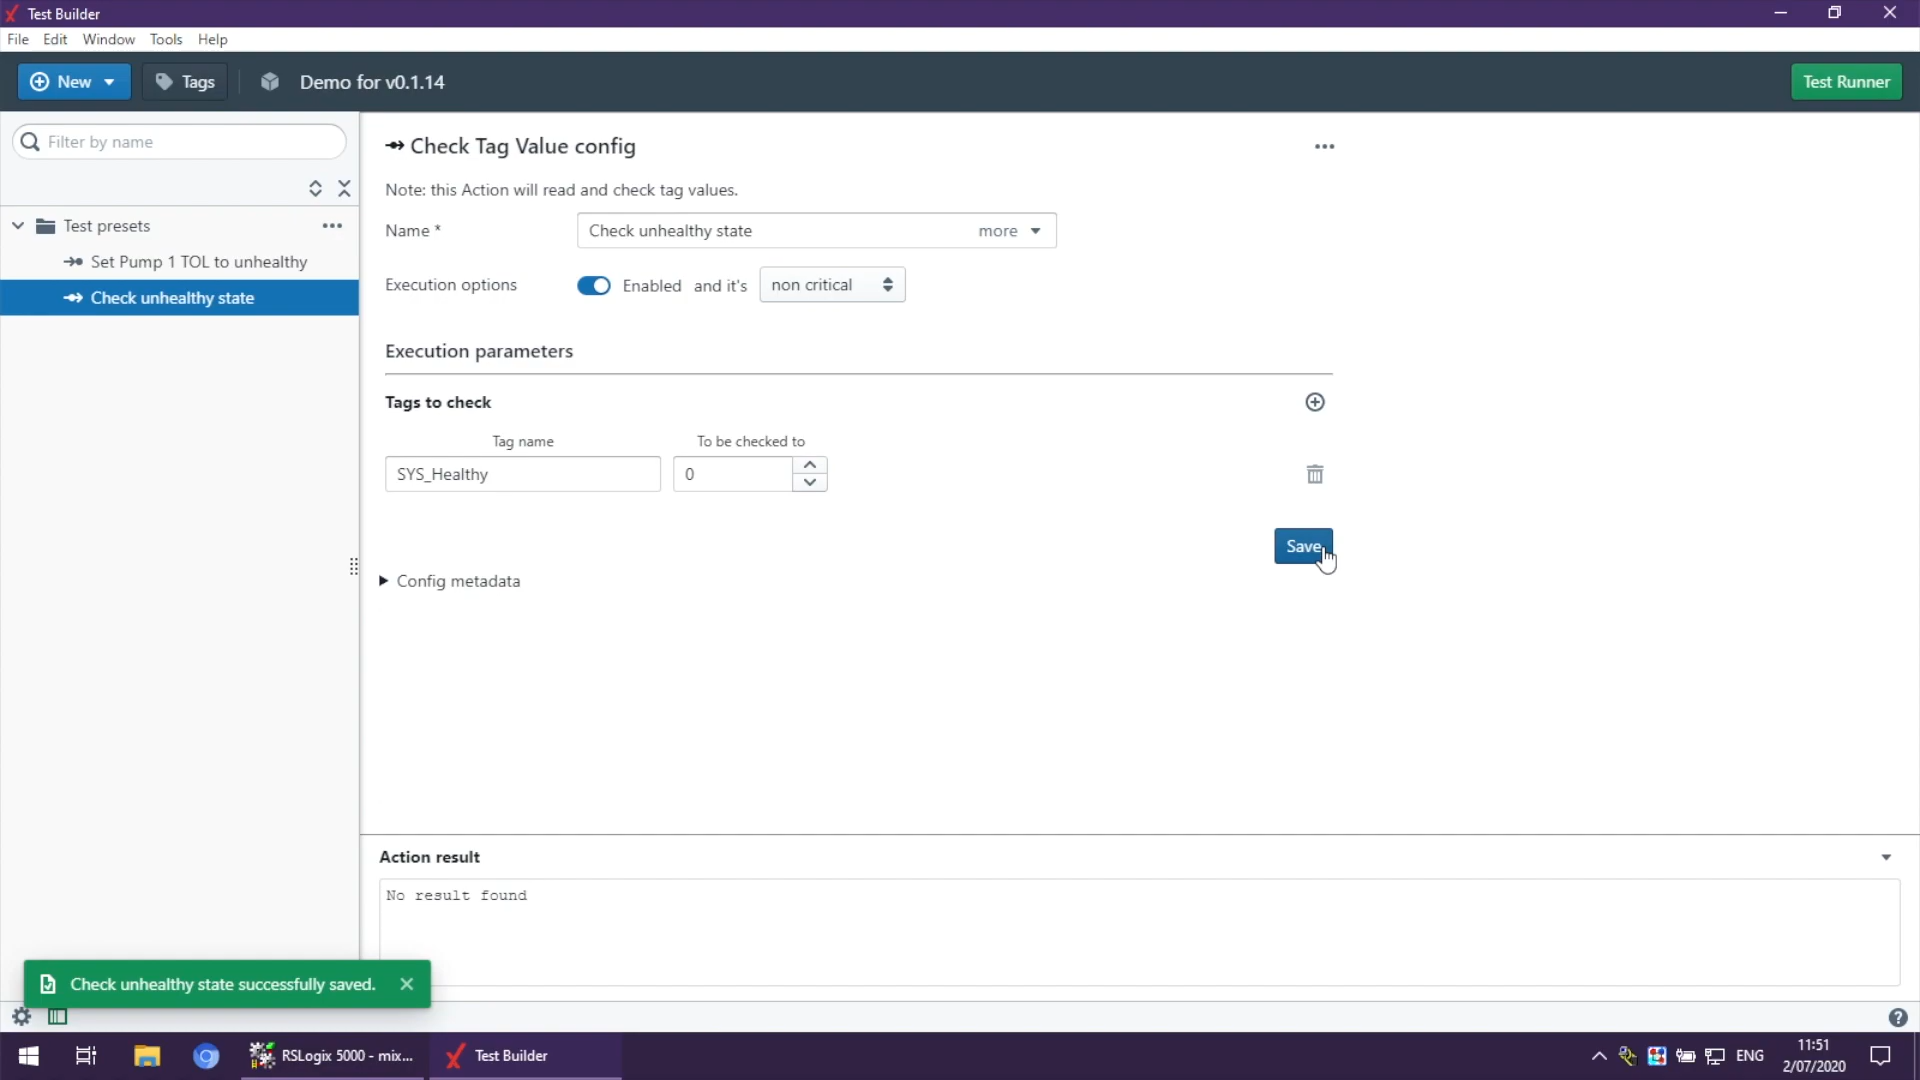 Test Builder
File Edit Window Tools Help
New Tags Demo for v0.1.14 Test Runner
Filter by name
Test presets
Set Pump 1 TOL to unhealthy
Check unhealthy state
Check Tag Value config
Note: this Action will read and check tag values.
Name * Check unhealthy state more
Execution options Enabled and it's non critical
Execution parameters
Tags to check
Tag name To be checked to
SYS_Healthy 0
Save
Config metadata
Action result
No result found
Check unhealthy state successfully saved.
RSLogix 5000 - mix... Test Builder ENG 11:51
2/07/2020